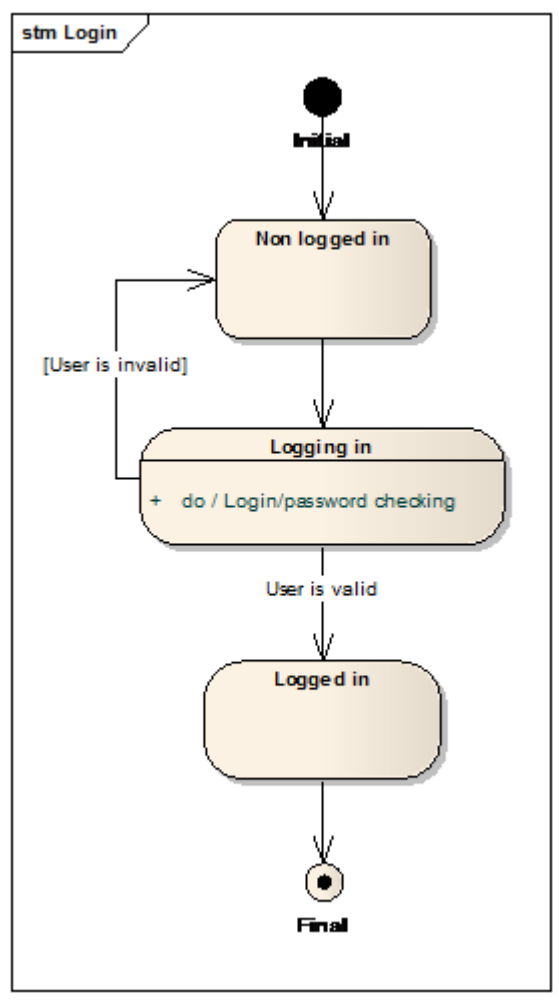 stm Login
Initial
Non logged in
[User is invalid]
Logging in
+ do / Login/password checking
User is valid
Logged in
Final